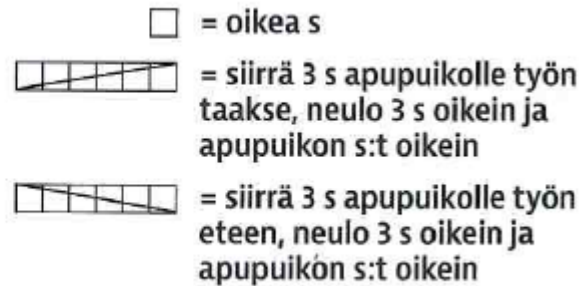 = oikea s
= siirrä 3 s apupuikolle työn
taakse, neulo 3 s oikein ja
apupuikon s:t oikein
= siirrä 3 s apupuikolle työn
eteen, neulo 3 s oikein ja
apupuikon s:t oikein